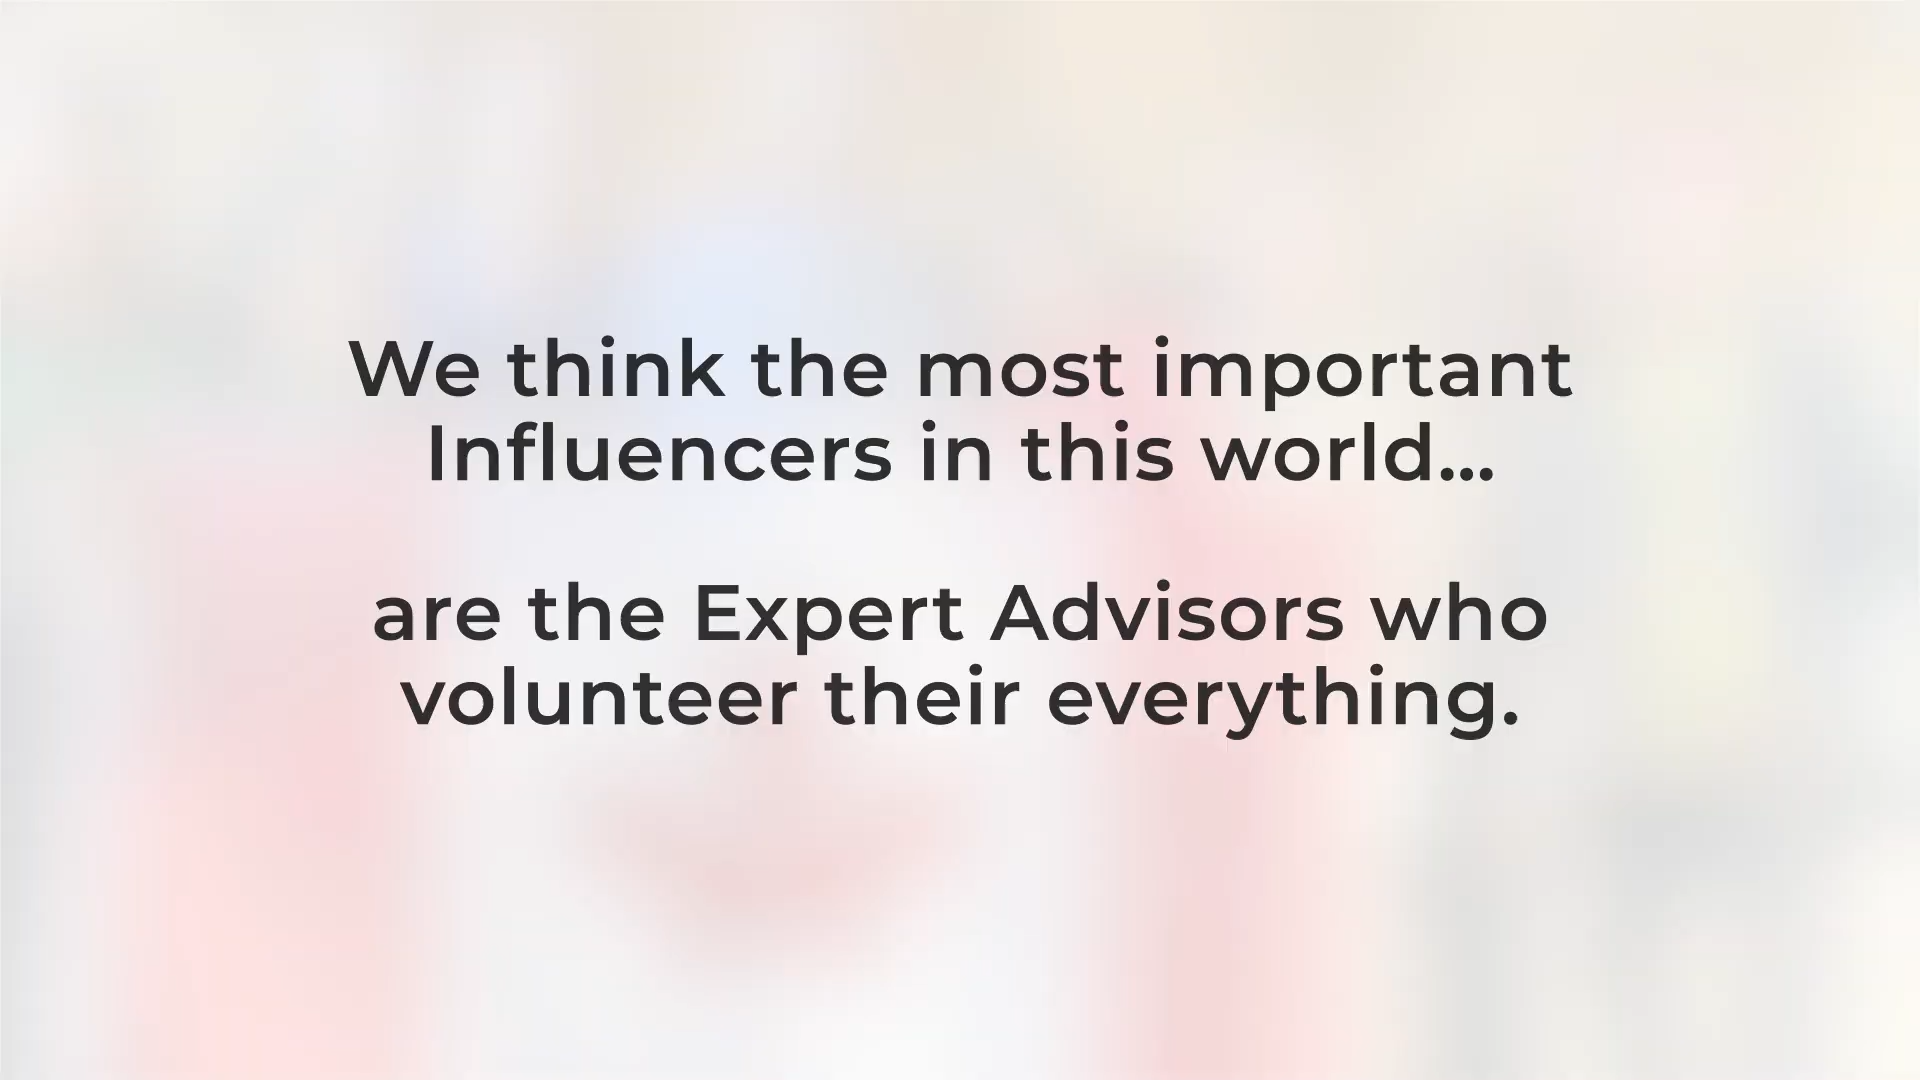 We think the most important
Influencers in this world...
are the Expert Advisors who
volunteer their everything.